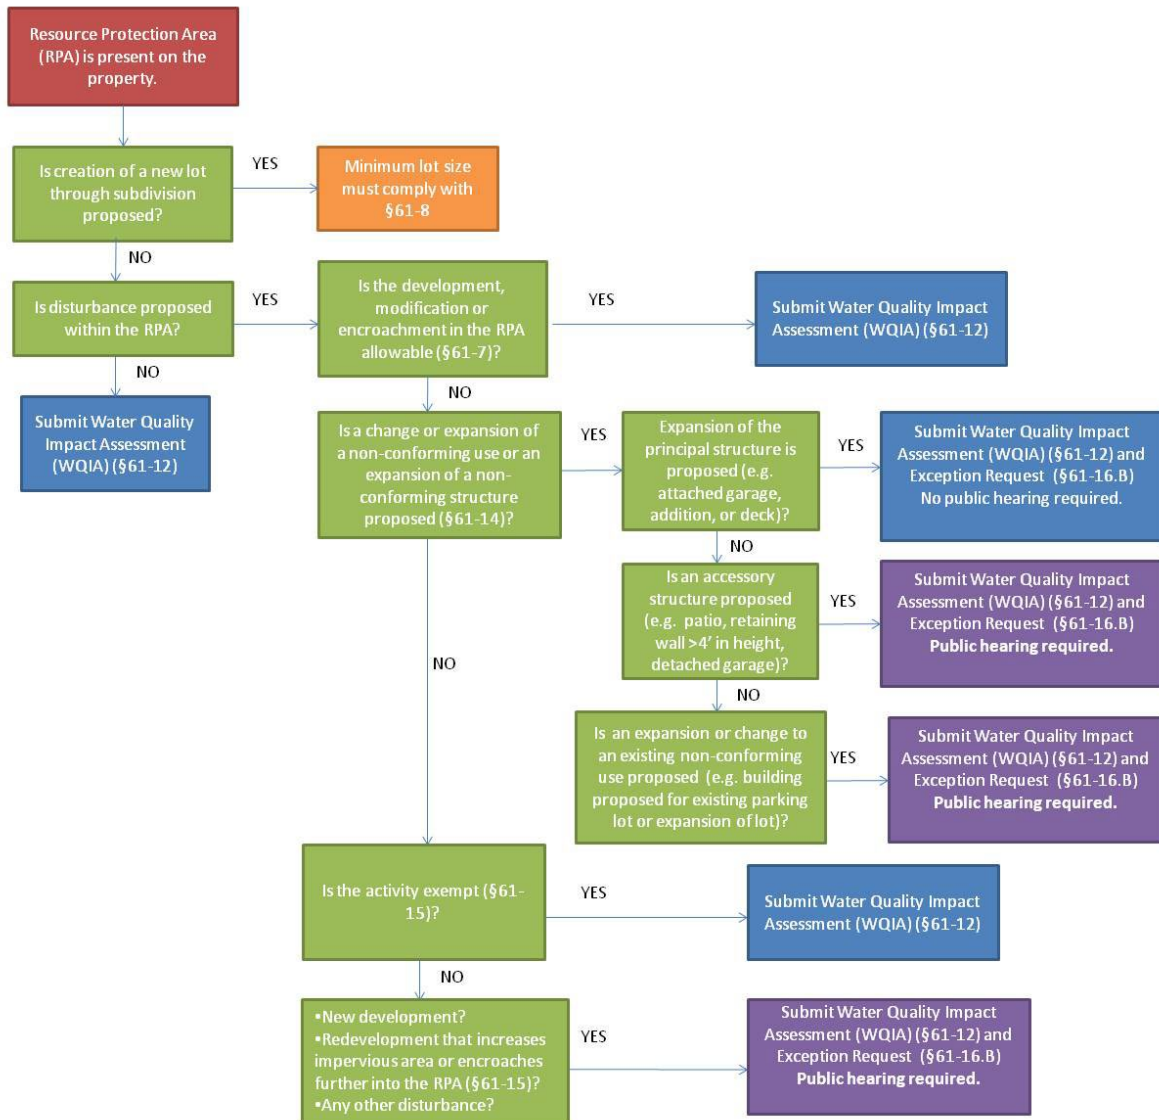 Resource Protection Area
(RPA) is present on the
property.
Is creation of a new lot
through subdivision
proposed?
YES
Minimum lot size
must comply with
§61-8
NO
Is disturbance proposed
within the RPA?
YES
Is the development,
modification or
encroachment in the RPA
allowable (§61-7)?
YES
Submit Water Quality Impact
Assessment (WQIA) (§61-12)
NO
Submit Water Quality
Impact Assessment
(WQIA) (§61-12)
NO
Is a change or expansion of
a non-conforming use or an
expansion of a non-
conforming structure
proposed (§61-14)?
YES
Expansion of the
principal structure is
proposed (e.g.
attached garage,
addition, or deck)?
YES
Submit Water Quality Impact
Assessment (WQIA) (§61-12) and
Exception Request (§61-16.B)
No public hearing required.
NO
Is an accessory
structure proposed
(e.g. patio, retaining
wall >4' in height,
detached garage)?
YES
Submit Water Quality Impact
Assessment (WQIA) (§61-12) and
Exception Request (§61-16.B)
Public hearing required.
NO
Is an expansion or change to
an existing non-conforming
use proposed (e.g. building
proposed for existing parking
lot or expansion of lot)?
YES
Submit Water Quality Impact
Assessment (WQIA) (§61-12) and
Exception Request (§61-16.B)
Public hearing required.
NO
Is the activity exempt (§61-
15)?
YES
Submit Water Quality Impact
Assessment (WQIA) (§61-12)
NO
•New development?
•Redevelopment that increases
impervious area or encroaches
further into the RPA (§61-15)?
•Any other disturbance?
YES
Submit Water Quality Impact
Assessment (WQIA) (§61-12) and
Exception Request (§61-16.B)
Public hearing required.